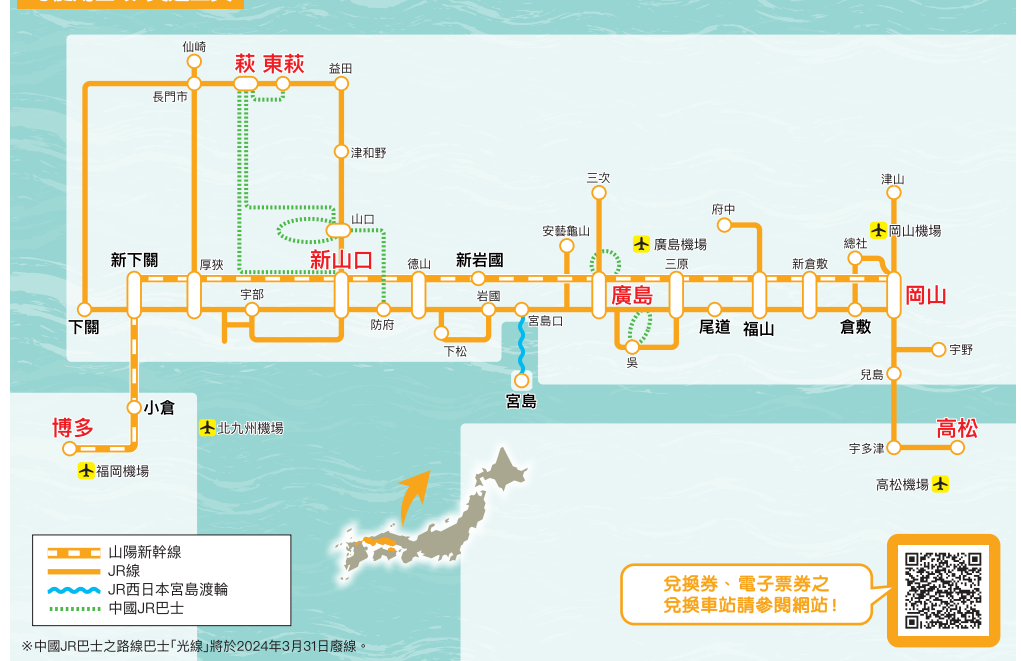 仙崎
萩 東萩
益田
長門市
津和野
三次
津山
府中
山口
安藝龜山
廣島機場
岡山機場
總社
新下關
厚狹
新山口
德山
新岩國
三原
新倉敷
宇部
岩國
廣島
岡山
下關
防府
宮島口
尾道
福山
倉敷
下松
吳
宇野
兒島
宮島
小倉
博多
北九州機場
高松
宇多津
福岡機場
高松機場
山陽新幹線
JR線
JR西日本宮島渡輪
中國JR巴士
兌換券、電子票券之
兌換車站請參閱網站！
※中國JR巴士之路線巴士「光線」將於2024年3月31日廢線。